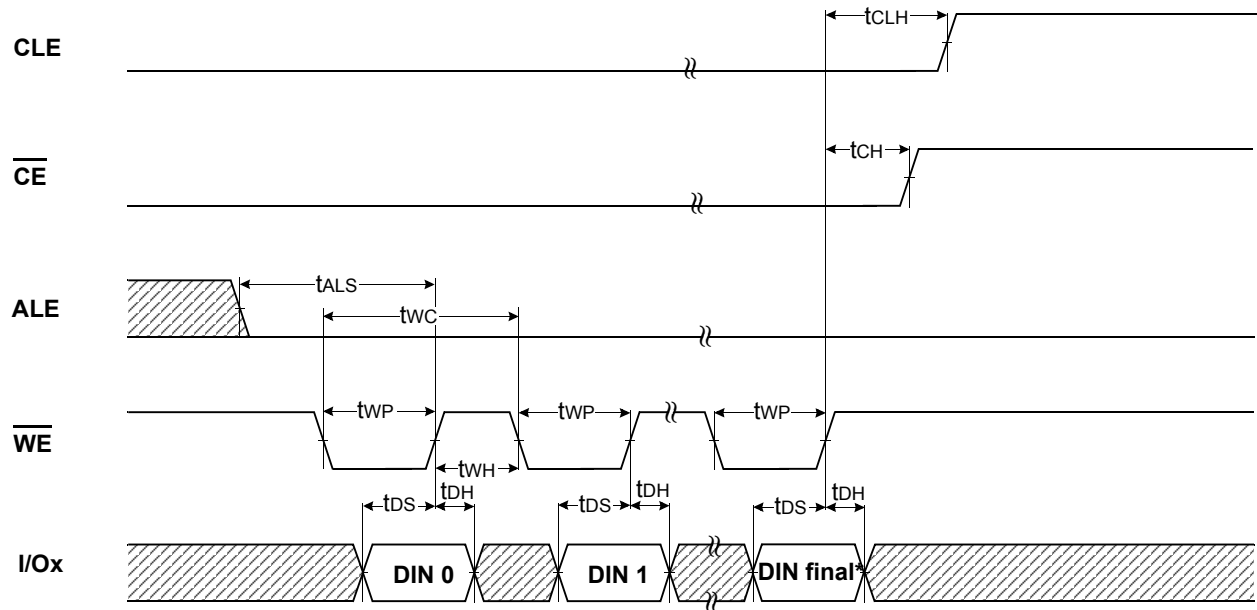 tCLH
CLE
tCH
CE
tALS
ALE
tWC
tWP
tWP
tWP
WE
tWH
tDS
tDH
tDS
tDH
tDS
tDH
I/Ox
DIN 0
DIN 1
DIN final*